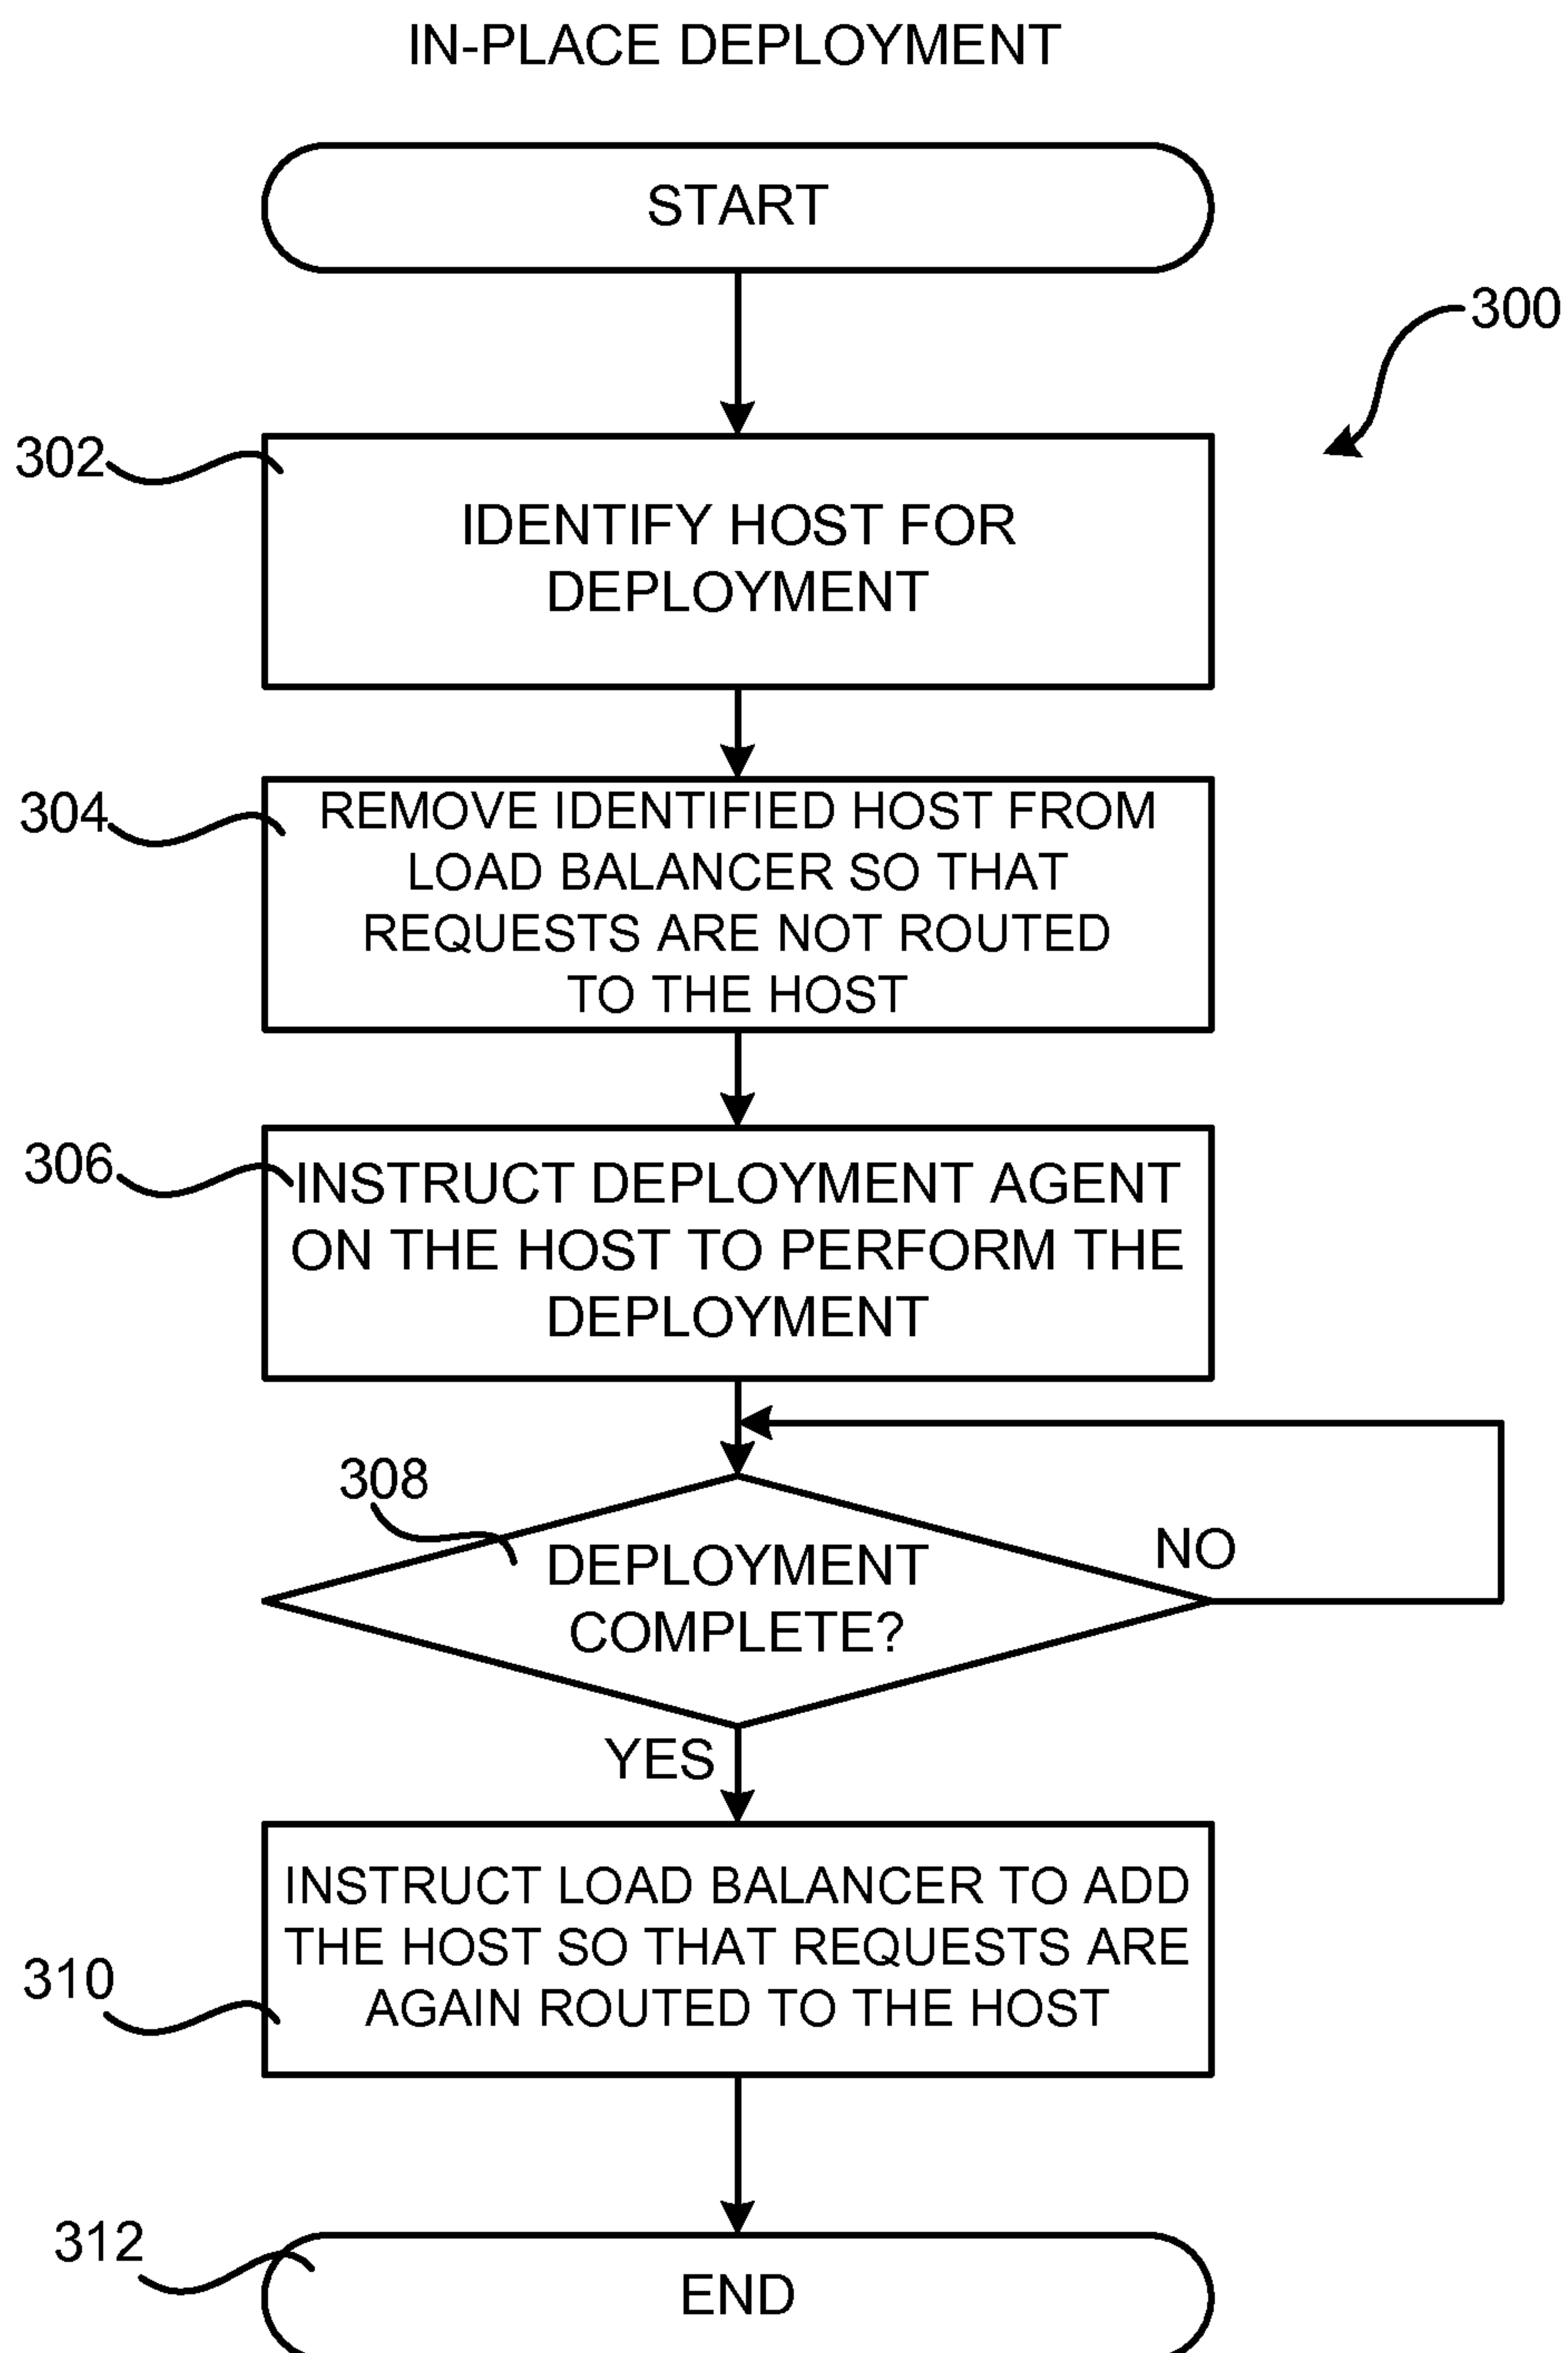 IN-PLACE DEPLOYMENT
START
300
302
IDENTIFY HOST FOR
DEPLOYMENT
304
REMOVE IDENTIFIED HOST FROM
LOAD BALANCER SO THAT
REQUESTS ARE NOT ROUTED
TO THE HOST
306
INSTRUCT DEPLOYMENT AGENT
ON THE HOST TO PERFORM THE
DEPLOYMENT
308
DEPLOYMENT
COMPLETE?
NO
YES
INSTRUCT LOAD BALANCER TO ADD
THE HOST SO THAT REQUESTS ARE
AGAIN ROUTED TO THE HOST
310
312
END